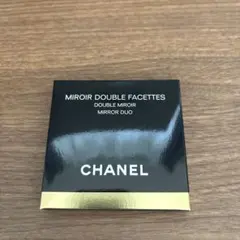 MIROIR DOUBLE FACETTES
DOUBLE MIROIR
MIRROR DUO
CHANEL